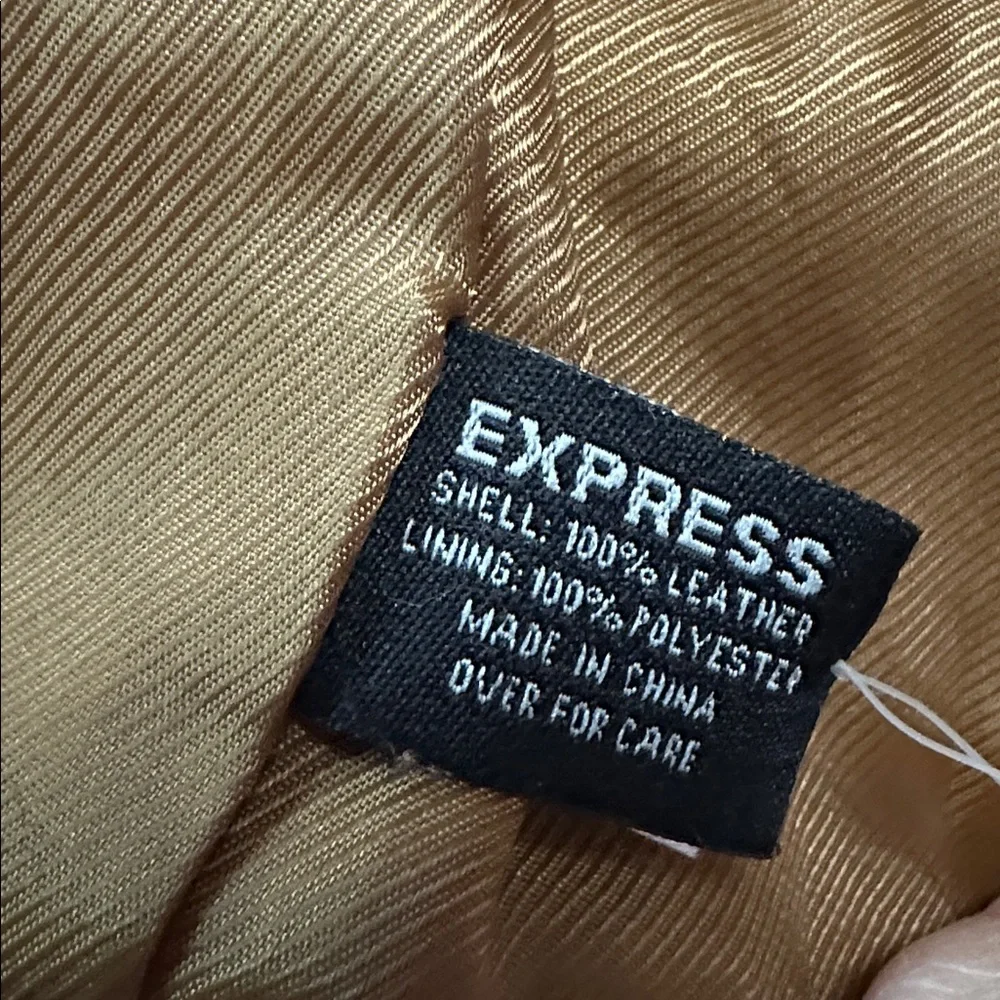 EXPRESS
SHELL: 100% LEATHER
LINING: 100% POLYESTER
MADE IN CHINA
OVER FOR CARE